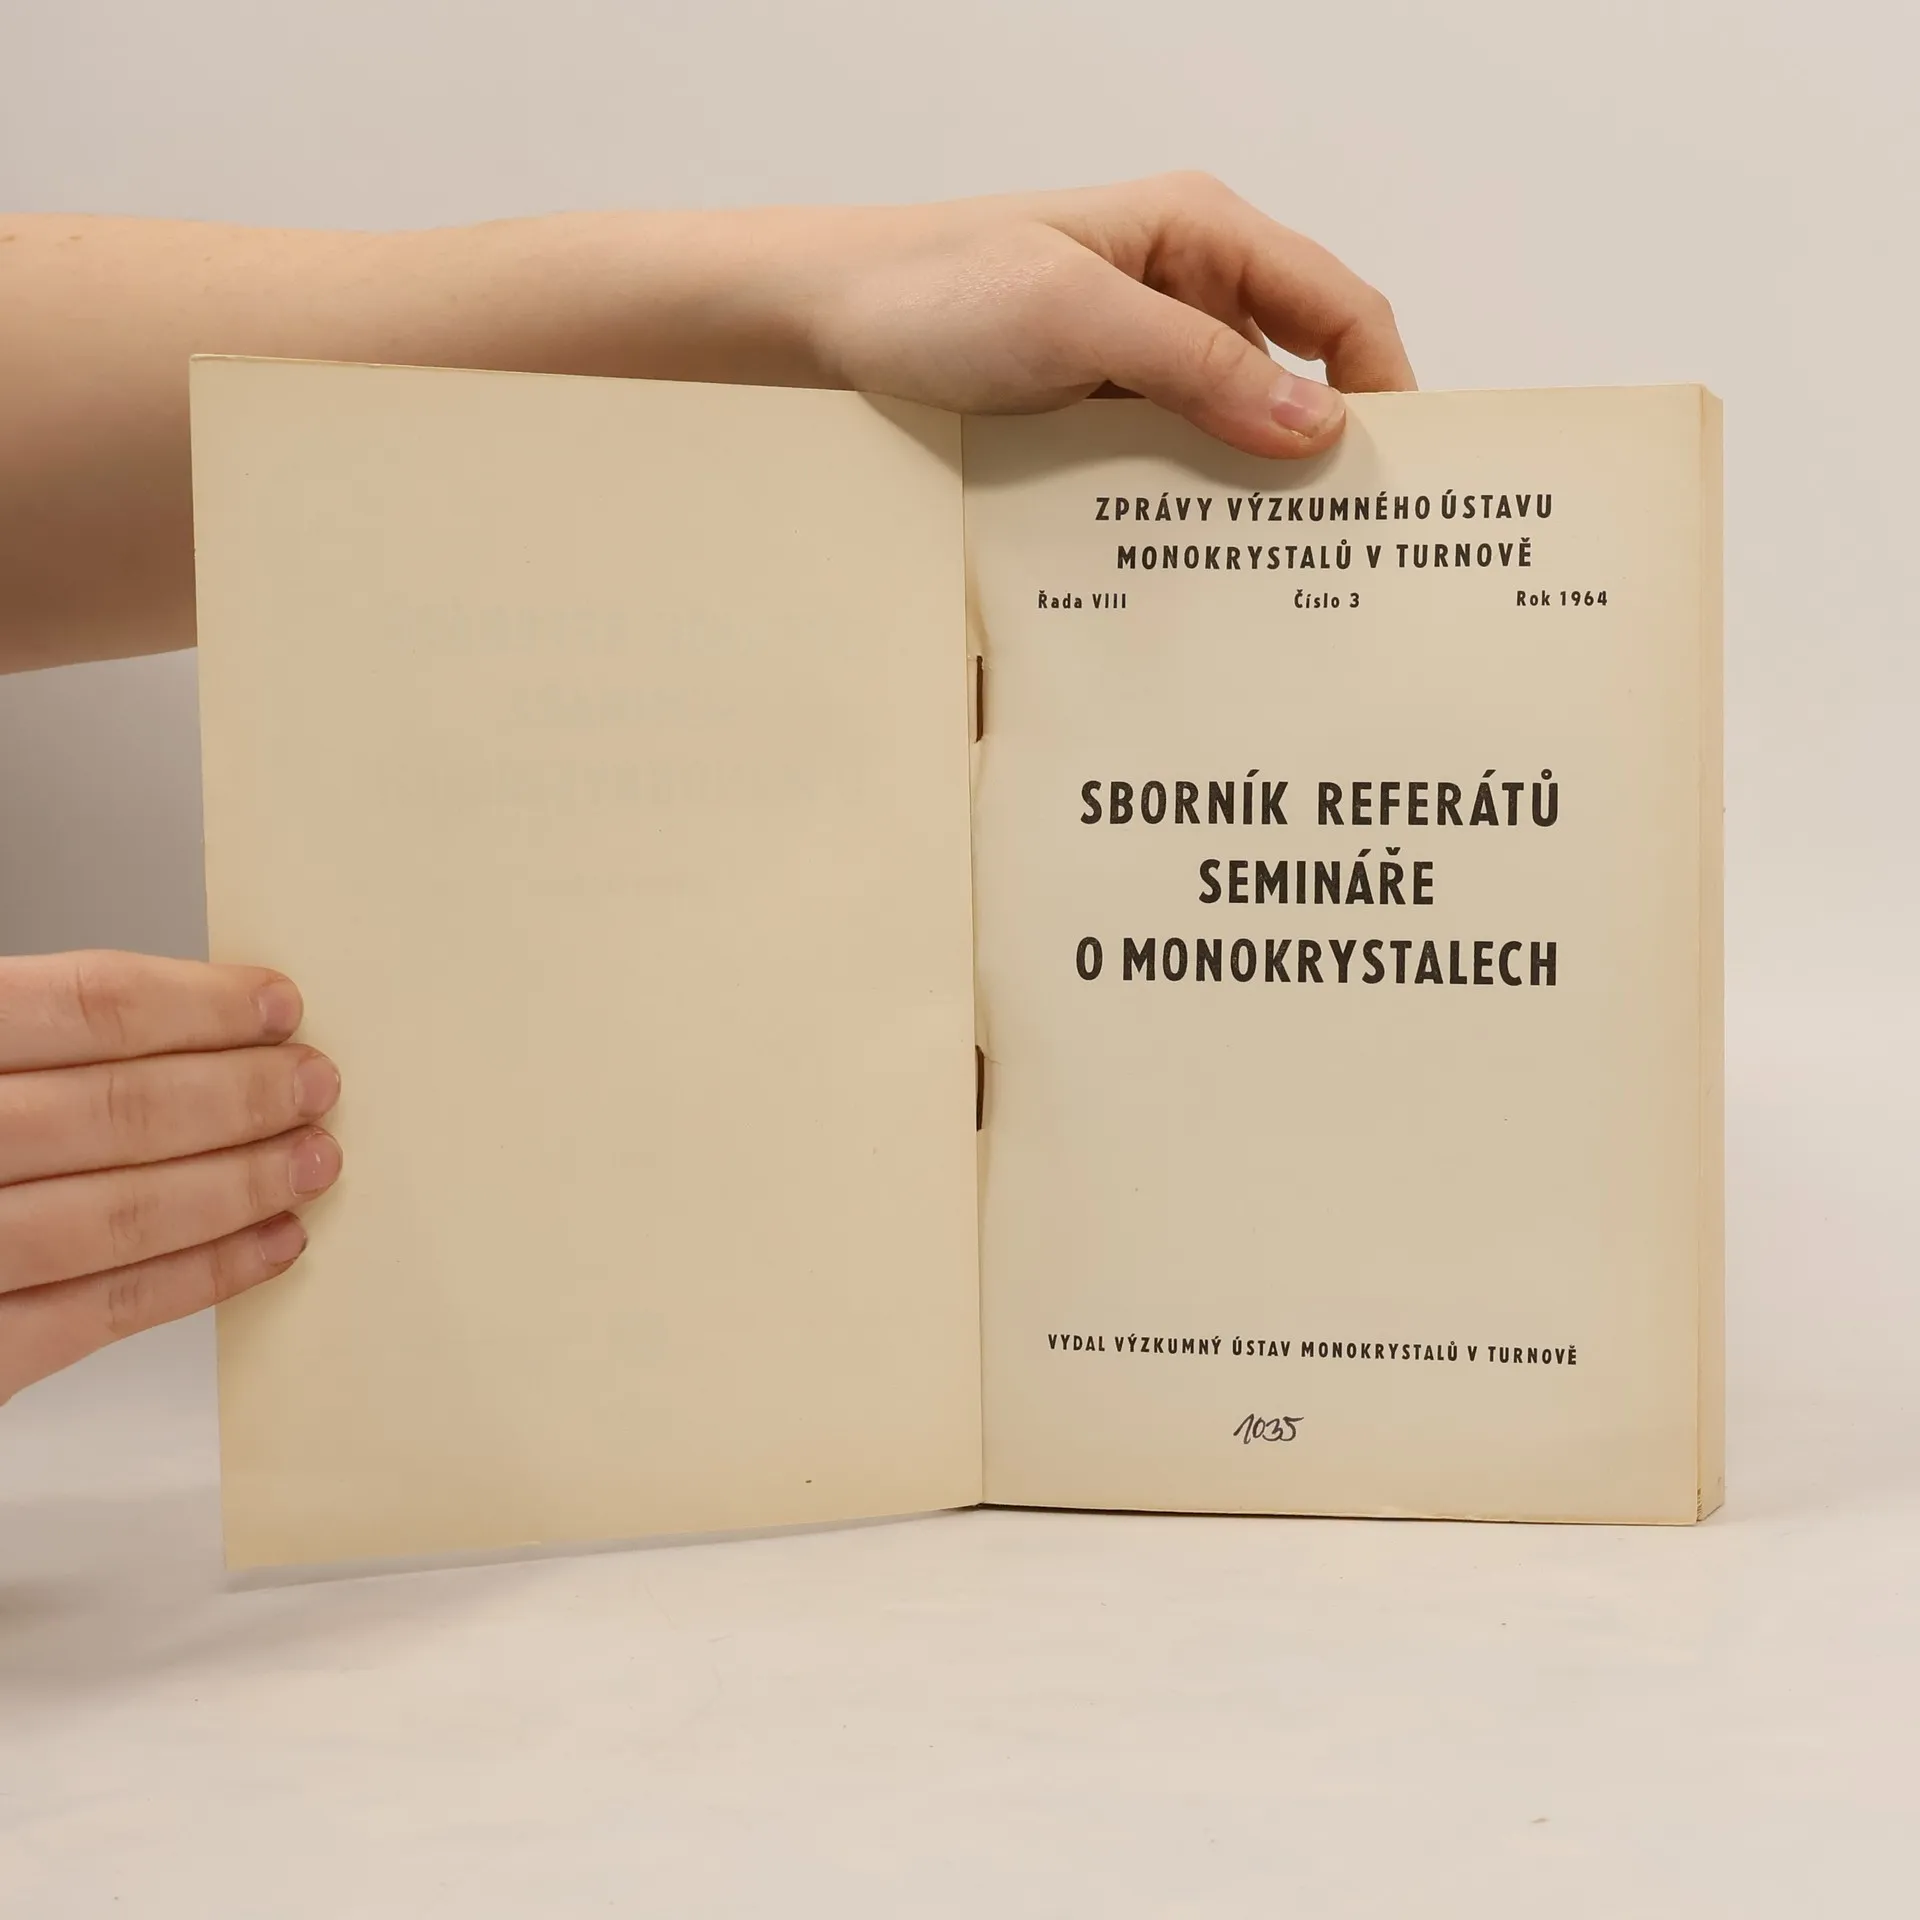 ZPRÁVY VÝZKUMNÉHO ÚSTAVU
MONOKRYSTALŮ V TURNOVĚ
Řada VIII Číslo 3 Rok 1964
SBORNÍK REFERÁTŮ
SEMINÁŘE
O MONOKRYSTALECH
VYDAL VÝZKUMNÝ ÚSTAV MONOKRYSTALŮ V TURNOVĚ
1035